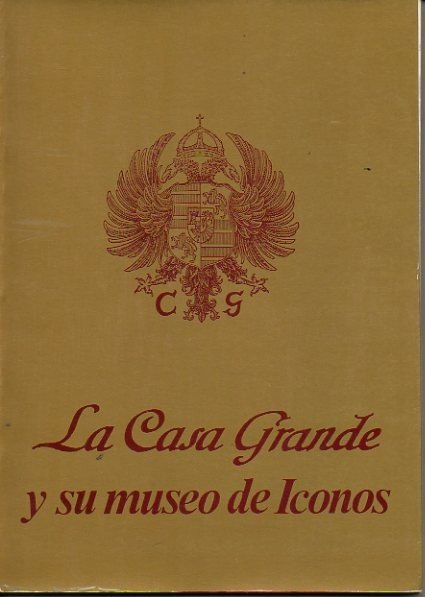 C G
La Casa Grande
y su museo de Iconos